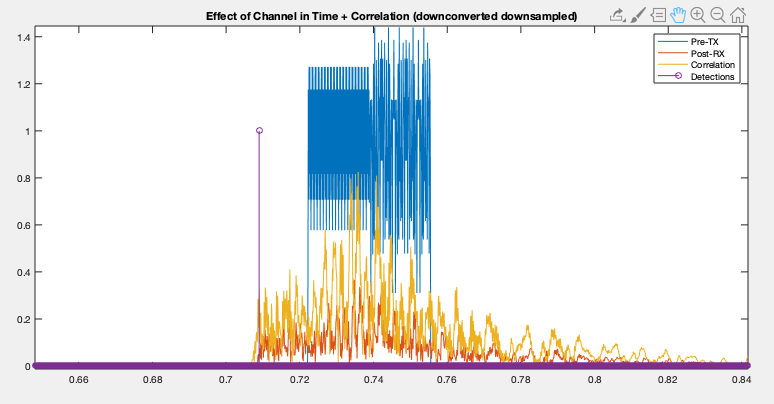 Effect of Channel in Time + Correlation (downconverted downsampled)
1.4
1.2
1
0.8
0.6
0.4
0.2
0
0.66 0.68 0.7 0.72 0.74 0.76 0.78 0.8 0.82 0.84
Pre-TX
Post-RX
Correlation
Detections